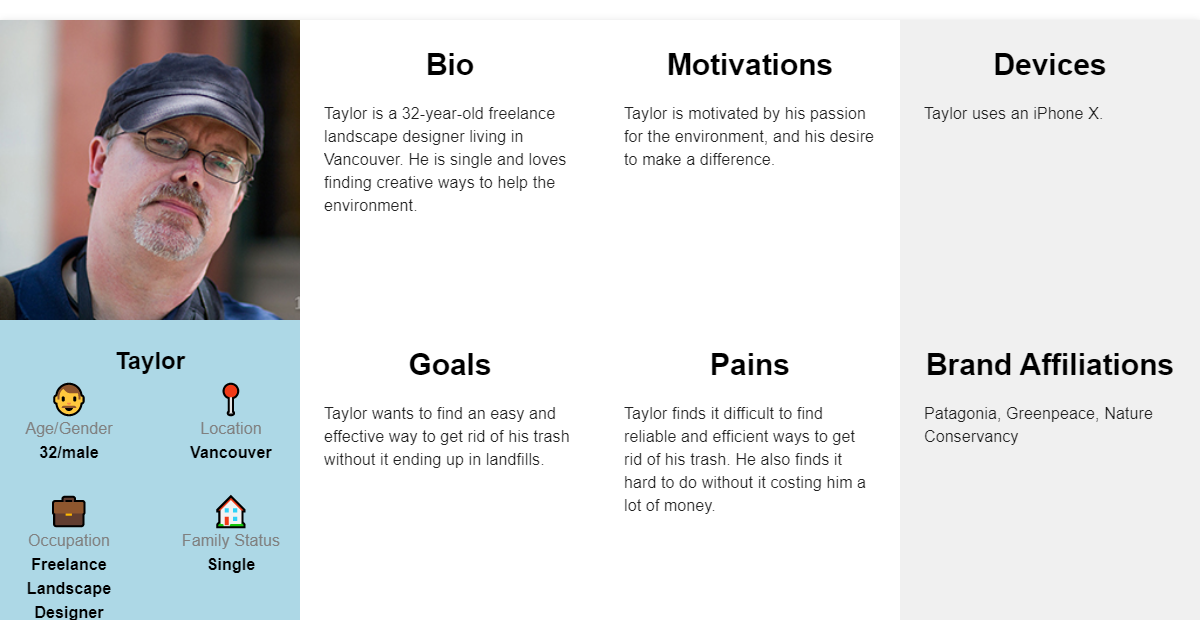 Bio
Taylor is a 32-year-old freelance
landscape designer living in
Vancouver. He is single and loves
finding creative ways to help the
environment.
Motivations
Taylor is motivated by his passion
for the environment, and his desire
to make a difference.
Devices
Taylor uses an iPhone X.
Taylor
Age/Gender
32/male
Location
Vancouver
Occupation
Freelance
Landscape
Designer
Family Status
Single
Goals
Taylor wants to find an easy and
effective way to get rid of his trash
without it ending up in landfills.
Pains
Taylor finds it difficult to find
reliable and efficient ways to get
rid of his trash. He also finds it
hard to do without it costing him a
lot of money.
Brand Affiliations
Patagonia, Greenpeace, Nature
Conservancy